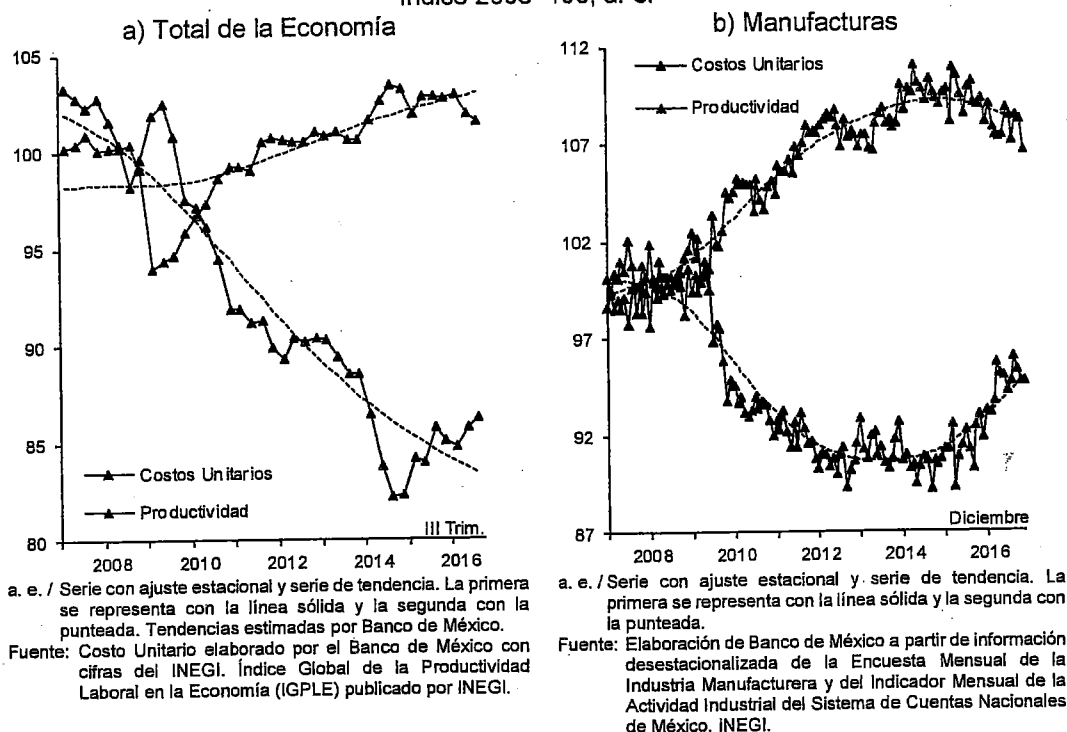 a) Total de la Economía
105
100
95
90
85
80
Costos Unitarios
Productividad
III Trim.
2008 2010 2012 2014 2016
a. e. / Serie con ajuste estacional y serie de tendencia. La primera
se representa con la línea sólida y la segunda con la
punteada. Tendencias estimadas por Banco de México.
Fuente: Costo Unitario elaborado por el Banco de México con
cifras del INEGI. Índice Global de la Productividad
Laboral en la Economía (IGPLE) publicado por INEGI.
b) Manufacturas
112
107
102
97
92
87
Costos Unitarios
Productividad
Diciembre
2008 2010 2012 2014 2016
a. e. / Serie con ajuste estacional y serie de tendencia. La
primera se representa con la línea sólida y la segunda con
la punteada.
Fuente: Elaboración de Banco de México a partir de información
desestacionalizada de la Encuesta Mensual de la
Industria Manufacturera y del Indicador Mensual de la
Actividad Industrial del Sistema de Cuentas Nacionales
de México. INEGI.